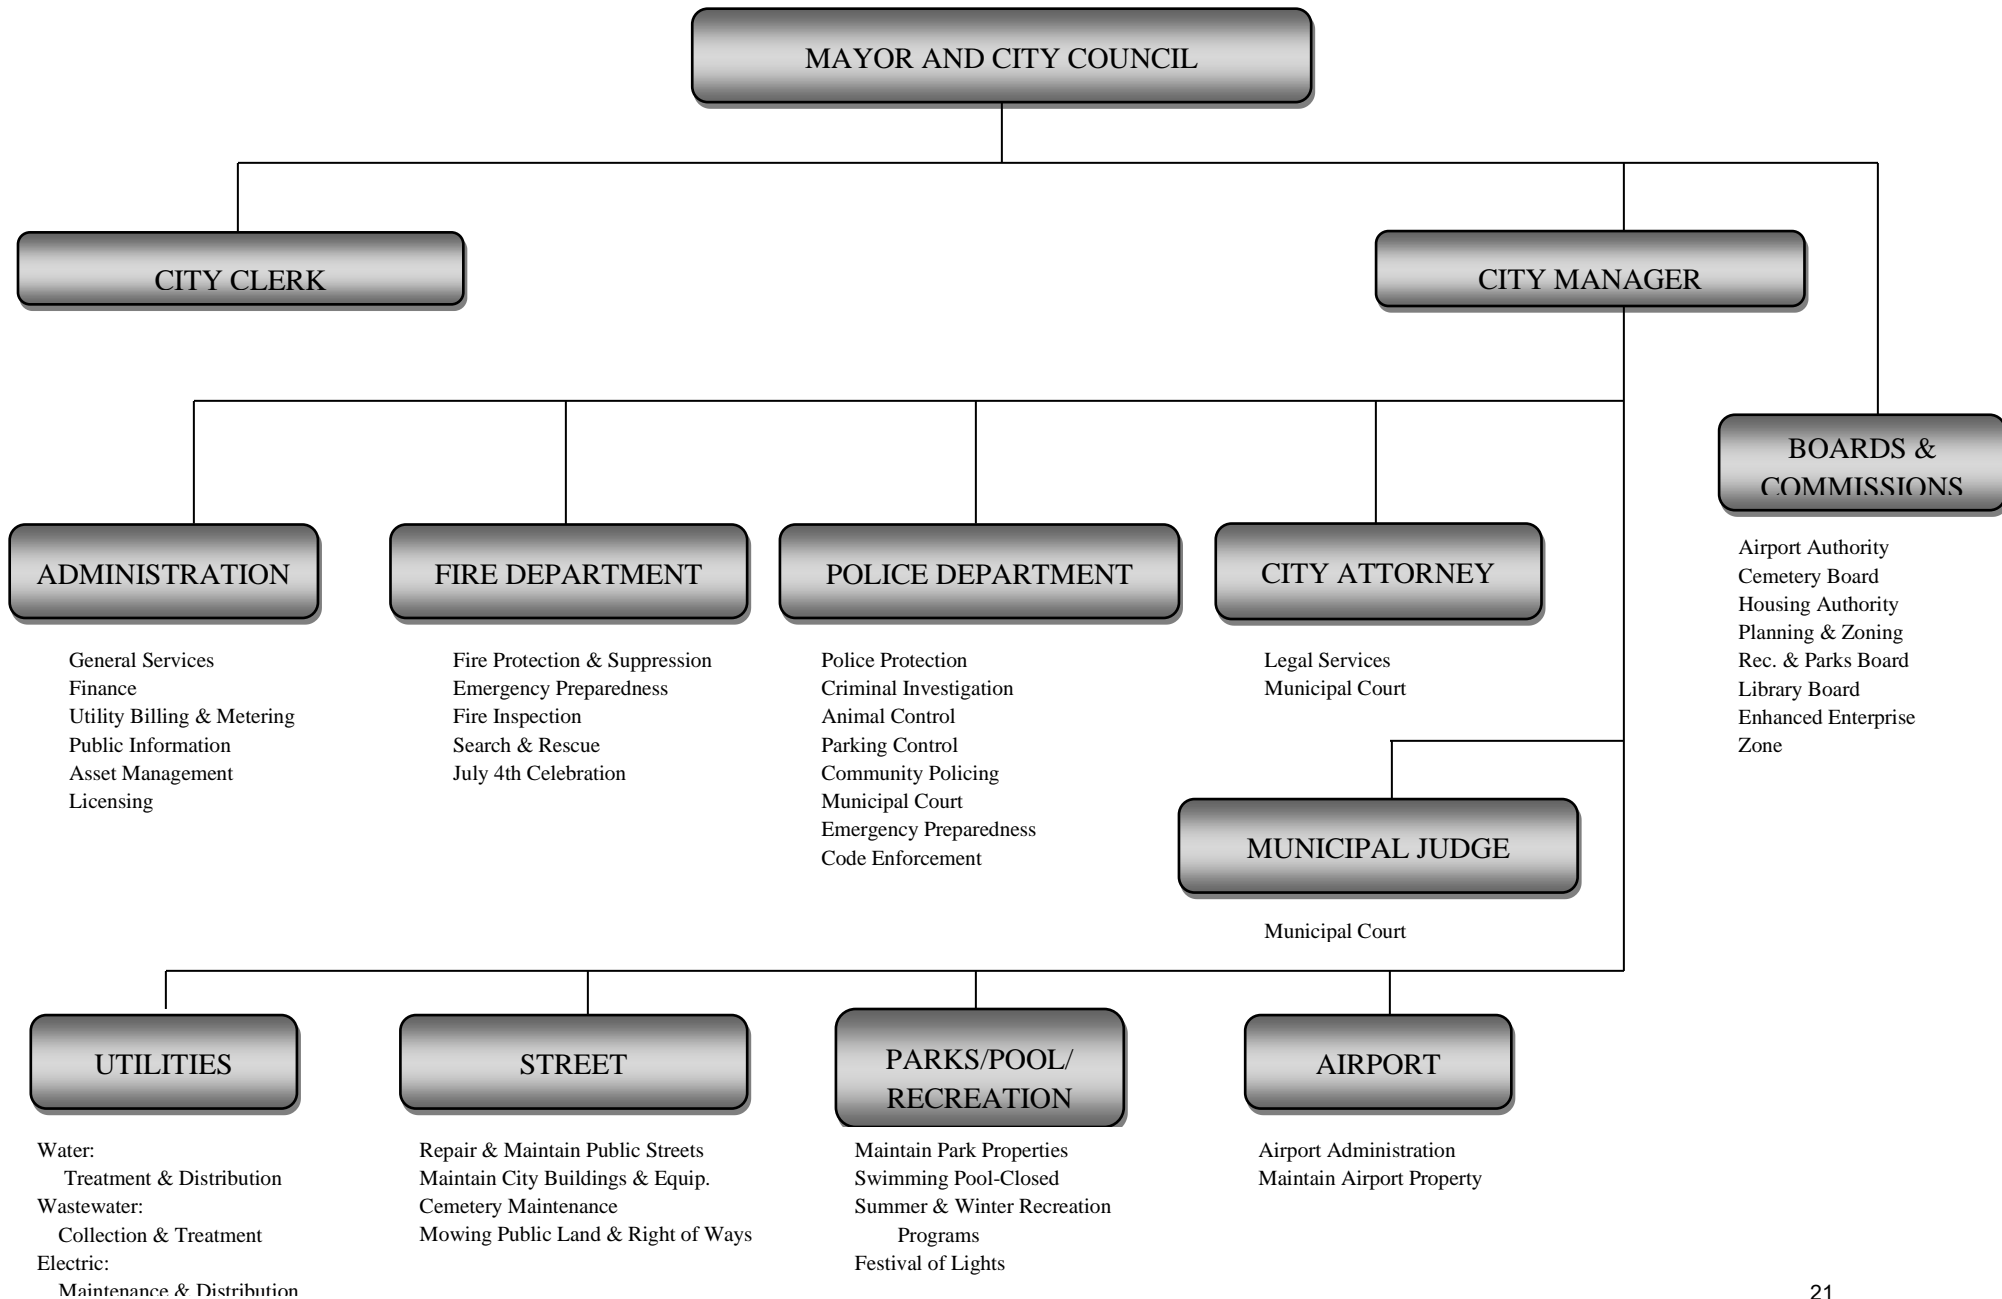 MAYOR AND CITY COUNCIL
CITY CLERK
CITY MANAGER
BOARDS &
COMMISSIONS
Airport Authority
Cemetery Board
Housing Authority
Planning & Zoning
Rec. & Parks Board
Library Board
Enhanced Enterprise
Zone
ADMINISTRATION
General Services
Finance
Utility Billing & Metering
Public Information
Asset Management
Licensing
FIRE DEPARTMENT
Fire Protection & Suppression
Emergency Preparedness
Fire Inspection
Search & Rescue
July 4th Celebration
POLICE DEPARTMENT
Police Protection
Criminal Investigation
Animal Control
Parking Control
Community Policing
Municipal Court
Emergency Preparedness
Code Enforcement
CITY ATTORNEY
Legal Services
Municipal Court
MUNICIPAL JUDGE
Municipal Court
UTILITIES
Water:
Treatment & Distribution
Wastewater:
Collection & Treatment
Electric:
Maintenance & Distribution
STREET
Repair & Maintain Public Streets
Maintain City Buildings & Equip.
Cemetery Maintenance
Mowing Public Land & Right of Ways
PARKS/POOL/
RECREATION
Maintain Park Properties
Swimming Pool-Closed
Summer & Winter Recreation
Programs
Festival of Lights
AIRPORT
Airport Administration
Maintain Airport Property
21